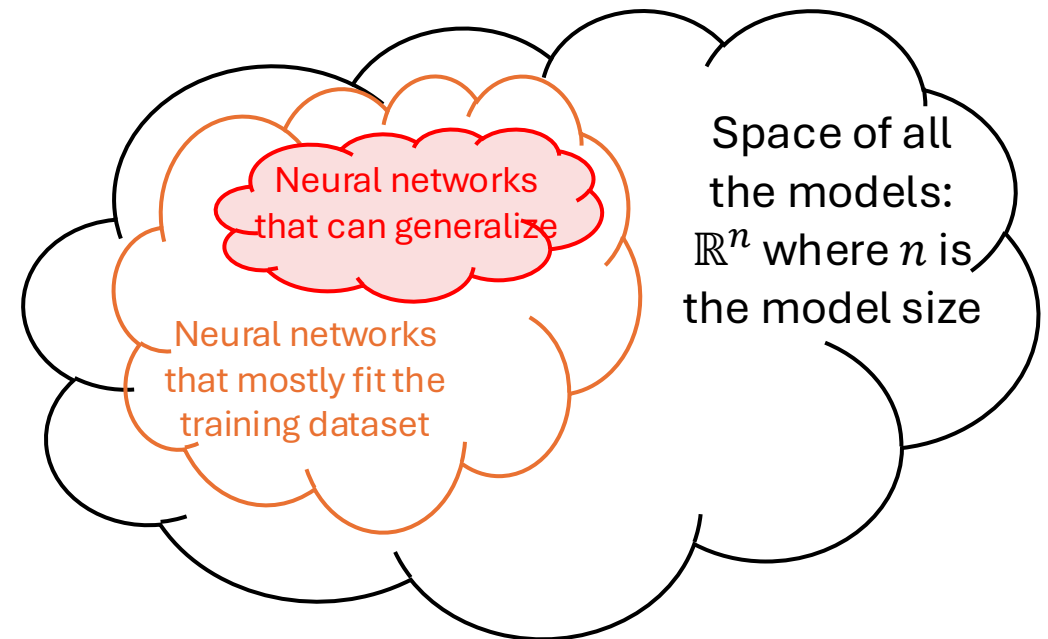 Neural networks
that can generalize
Neural networks
that mostly fit the
training dataset
Space of all
the models:
ℝⁿ where n is
the model size